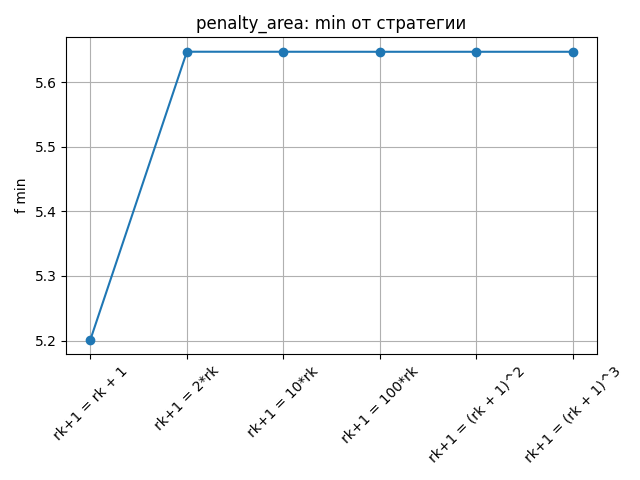 penalty_area: min от стратегии
f min
5.6
5.5
5.4
5.3
5.2
rk+1 = rk + 1
rk+1 = 2*rk
rk+1 = 10*rk
rk+1 = 100*rk
rk+1 = (rk + 1)^2
rk+1 = (rk + 1)^3